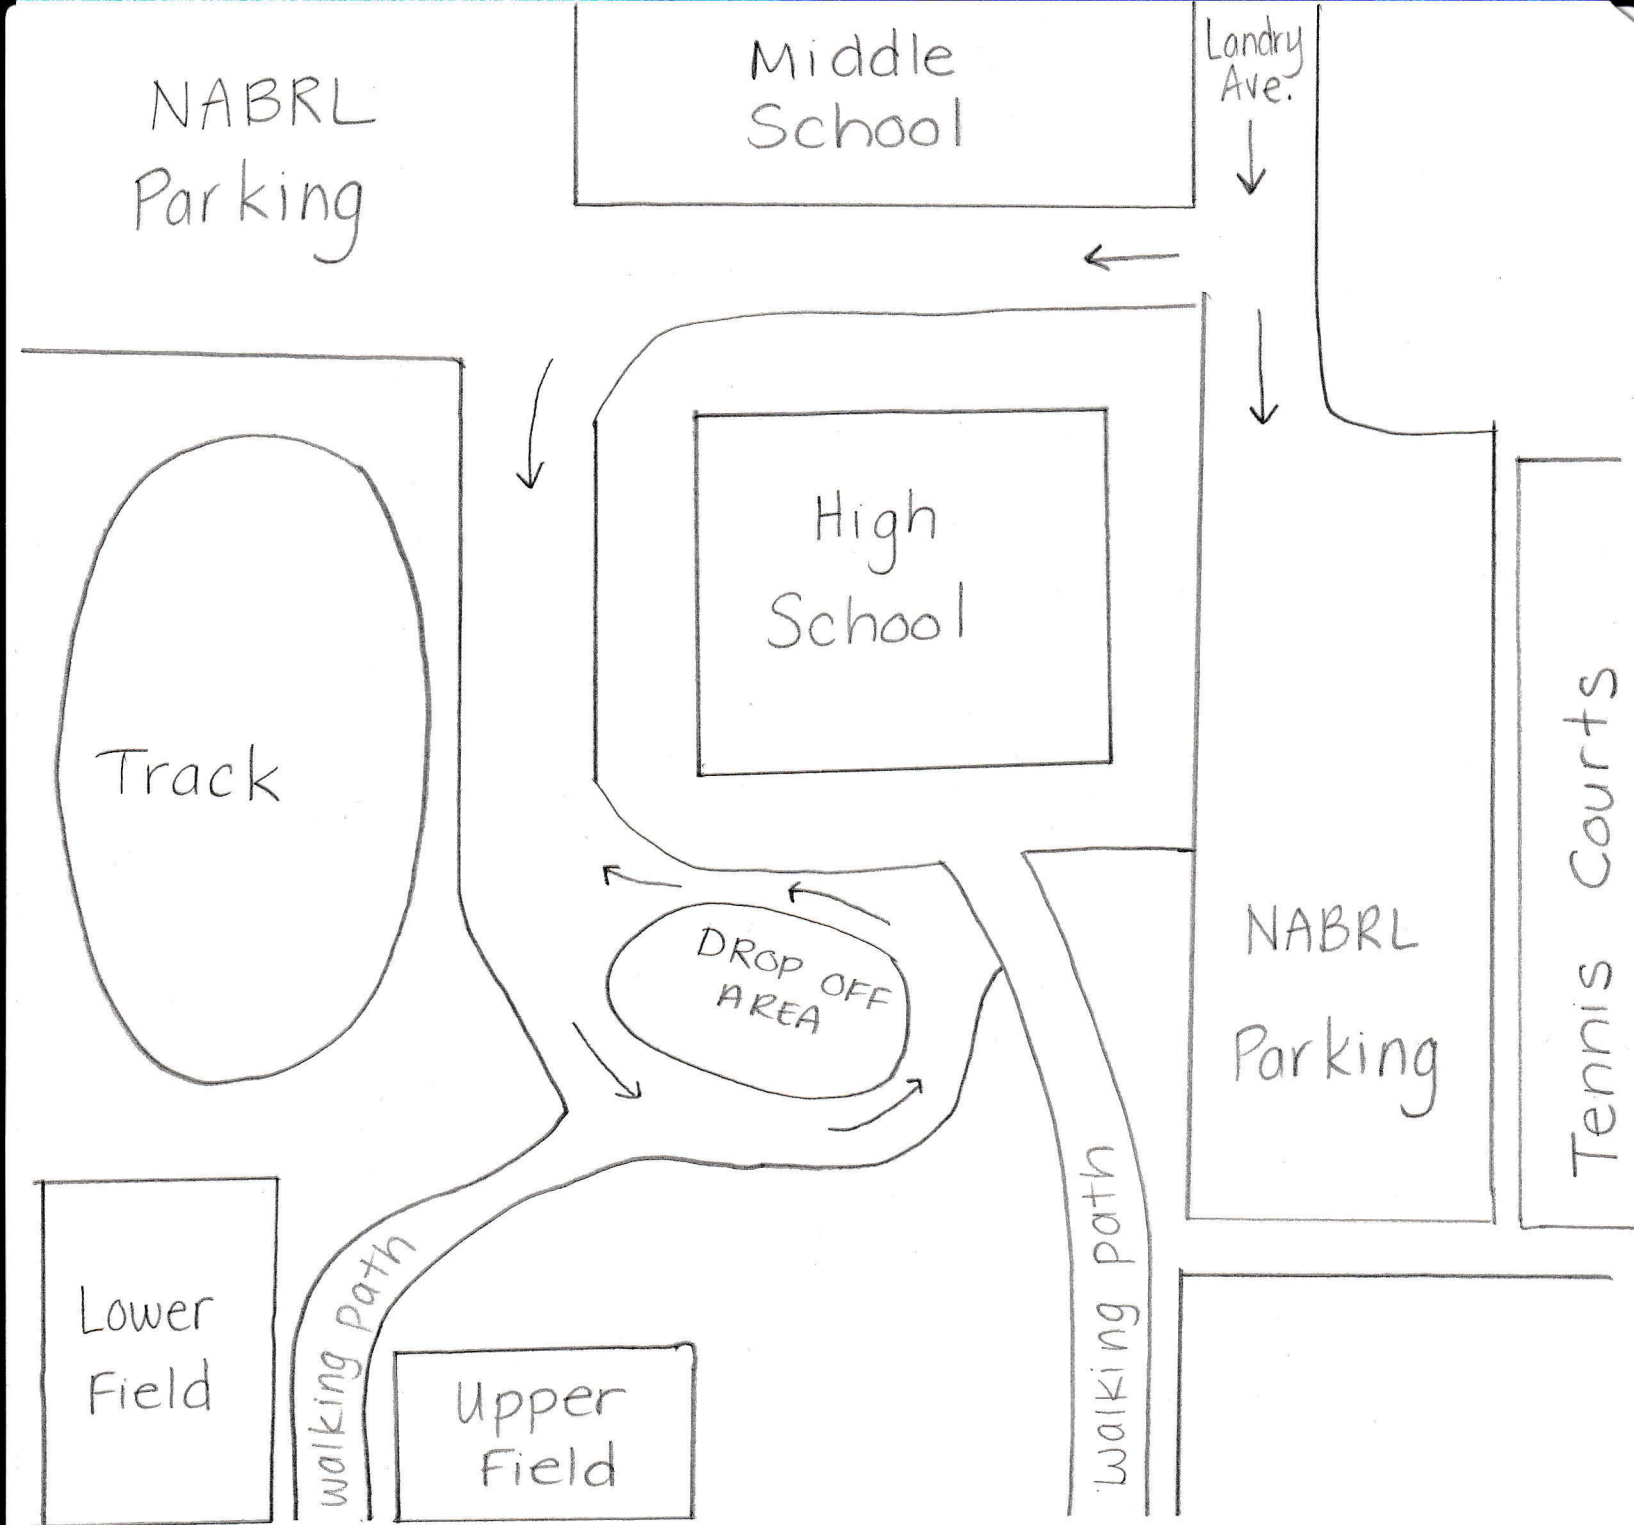 NABRL
Parking
Middle
School
Landry
Ave.
High
School
Track
DROP OFF
AREA
NABRL
Parking
Tennis Courts
Lower
Field
walking path
Upper
Field
walking path